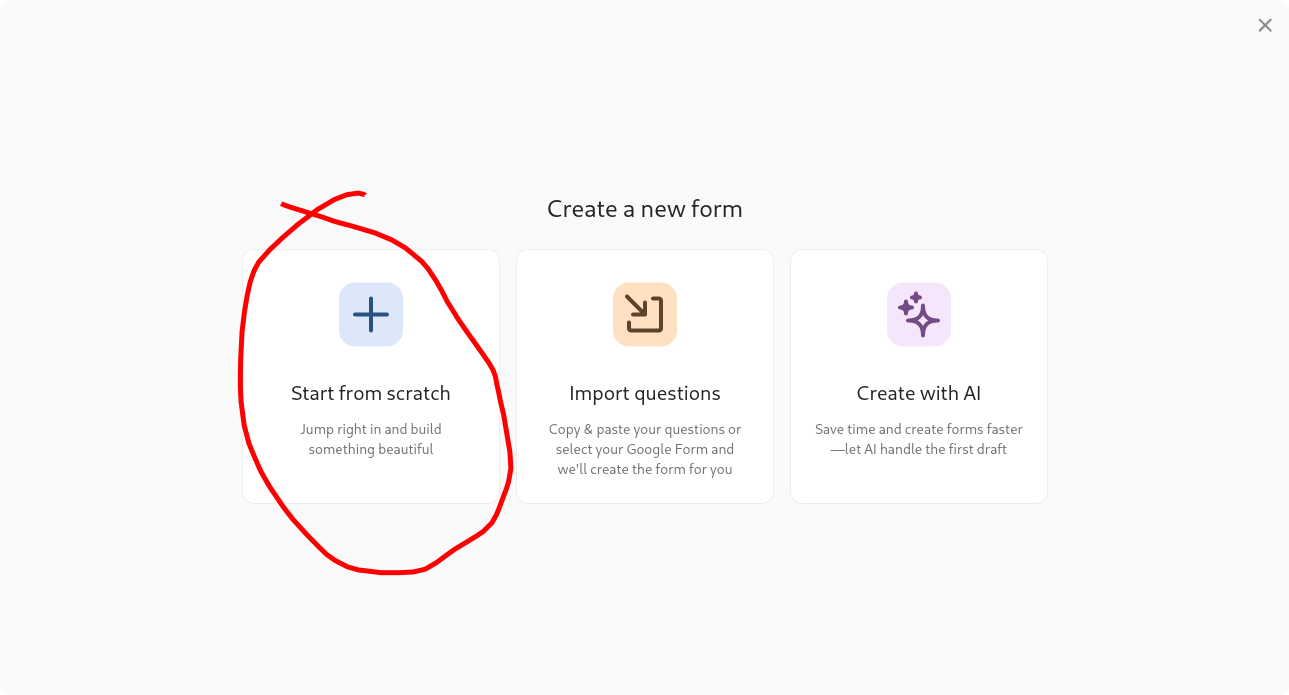 Create a new form
Start from scratch
Jump right in and build
something beautiful
Import questions
Copy & paste your questions or
select your Google Form and
we'll create the form for you
Create with AI
Save time and create forms faster
—let AI handle the first draft